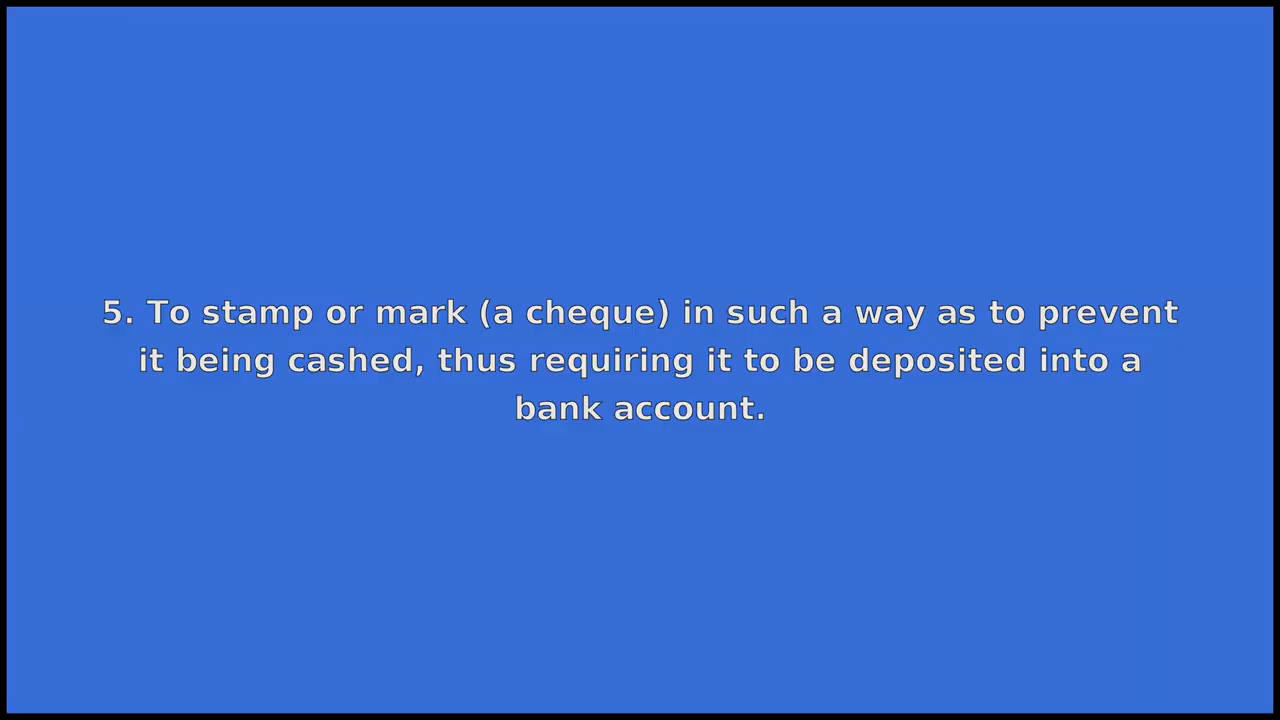 5. To stamp or mark (a cheque) in such a way as to prevent
it being cashed, thus requiring it to be deposited into a
bank account.